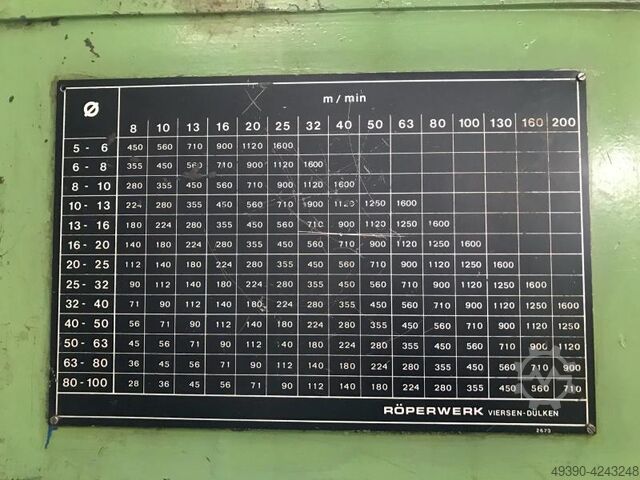 Ø
m/min
8 10 13 16 20 25 32 40 50 63 80 100 130 160 200
5 - 6 450 560 710 900 1120 1600
6 - 8 355 450 560 710 900 1120 1600
8 - 10 280 355 450 560 710 900 1120 1600
10 - 13 224 280 355 450 560 710 900 1120 1250 1600
13 - 16 180 224 280 355 450 560 710 900 1120 1250 1600
16 - 20 140 180 224 280 355 450 560 710 900 1120 1250 1600
20 - 25 112 140 180 224 280 355 450 560 710 900 1120 1250 1600
25 - 32 90 112 140 180 224 280 355 450 560 710 900 1120 1250 1600
32 - 40 71 90 112 140 180 224 280 355 450 560 710 900 1120 1250 1600
40 - 50 56 71 90 112 140 180 224 280 355 450 560 710 900 1120 1250
50 - 63 45 56 71 90 112 140 180 224 280 355 450 560 710 900 1120
63 - 80 36 45 56 71 90 112 140 180 224 280 355 450 560 710 900
80 - 100 28 36 45 56 71 90 112 140 180 224 280 355 450 560 710
RÖPERWERK VIERSEN-DÜLKEN
2673
49390-4243248